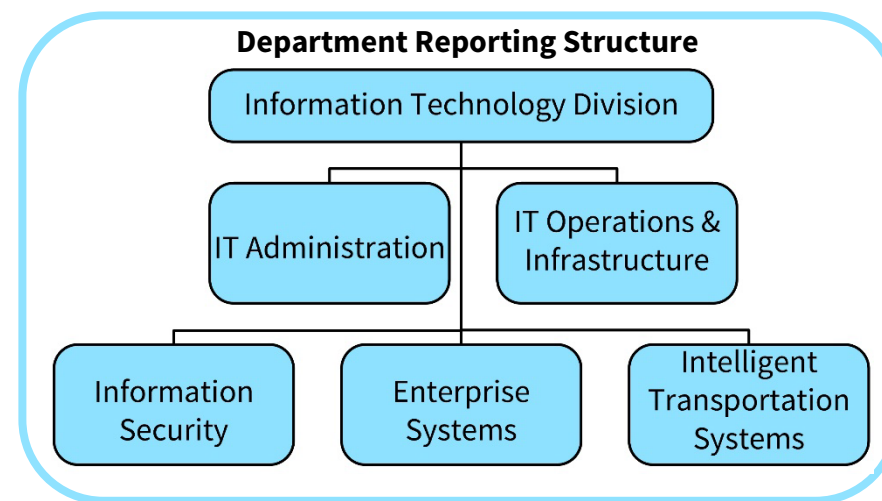 Department Reporting Structure
Information Technology Division
IT Administration
IT Operations &
Infrastructure
Information
Security
Enterprise
Systems
Intelligent
Transportation
Systems